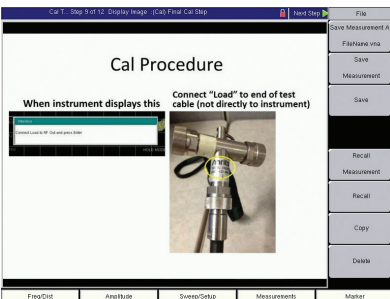 Cal T... Step 9 of 12 Display Image (Cal) Final Cal Step
Next Step
File
Save Measurement A
FileName.vna
Save
Measurement
Save
Recall
Measurement
Recall
Copy
Delete
Cal Procedure
When instrument displays this
Connect "Load" to end of test
cable (not directly to instrument)
Connect Load to RF Out and press Enter
HOLD
Freq/Dist
Amplitude
Sweep/Setup
Measurements
Marker